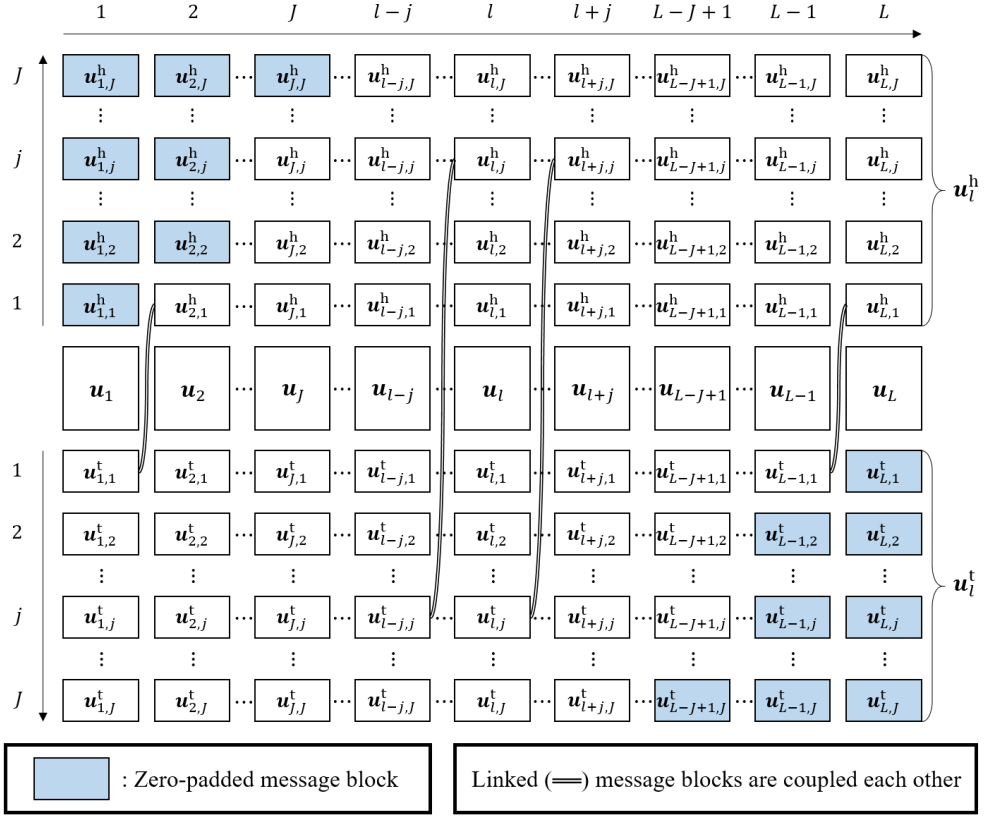 1 2 J l−j l l+j L−J+1 L−1 L
J u^h_{1,J} u^h_{2,J} ⋯ u^h_{J,J} ⋯ u^h_{l−j,J} ⋯ u^h_{l,J} ⋯ u^h_{l+j,J} ⋯ u^h_{L−J+1,J} ⋯ u^h_{L−1,J} ⋯ u^h_{L,J}
⋮ ⋮ ⋮ ⋮ ⋮ ⋮ ⋮ ⋮ ⋮
j u^h_{1,j} u^h_{2,j} ⋯ u^h_{J,j} ⋯ u^h_{l−j,j} ⋯ u^h_{l,j} ⋯ u^h_{l+j,j} ⋯ u^h_{L−J+1,j} ⋯ u^h_{L−1,j} ⋯ u^h_{L,j}
u^h_l
⋮ ⋮ ⋮ ⋮ ⋮ ⋮ ⋮ ⋮ ⋮
2 u^h_{1,2} u^h_{2,2} ⋯ u^h_{J,2} ⋯ u^h_{l−j,2} ⋯ u^h_{l,2} ⋯ u^h_{l+j,2} ⋯ u^h_{L−J+1,2} ⋯ u^h_{L−1,2} ⋯ u^h_{L,2}
1 u^h_{1,1} u^h_{2,1} ⋯ u^h_{J,1} ⋯ u^h_{l−j,1} ⋯ u^h_{l,1} ⋯ u^h_{l+j,1} ⋯ u^h_{L−J+1,1} ⋯ u^h_{L−1,1} u^h_{L,1}
u_1 u_2 ⋯ u_J ⋯ u_{l−j} ⋯ u_l ⋯ u_{l+j} ⋯ u_{L−J+1} ⋯ u_{L−1} u_L
1 u^t_{1,1} u^t_{2,1} ⋯ u^t_{J,1} ⋯ u^t_{l−j,1} ⋯ u^t_{l,1} ⋯ u^t_{l+j,1} ⋯ u^t_{L−J+1,1} ⋯ u^t_{L−1,1} u^t_{L,1}
2 u^t_{1,2} u^t_{2,2} ⋯ u^t_{J,2} ⋯ u^t_{l−j,2} ⋯ u^t_{l,2} ⋯ u^t_{l+j,2} ⋯ u^t_{L−J+1,2} ⋯ u^t_{L−1,2} u^t_{L,2}
⋮ ⋮ ⋮ ⋮ ⋮ ⋮ ⋮ ⋮ ⋮
u^t_l
j u^t_{1,j} u^t_{2,j} ⋯ u^t_{J,j} ⋯ u^t_{l−j,j} ⋯ u^t_{l,j} ⋯ u^t_{l+j,j} ⋯ u^t_{L−J+1,j} ⋯ u^t_{L−1,j} u^t_{L,j}
⋮ ⋮ ⋮ ⋮ ⋮ ⋮ ⋮ ⋮ ⋮
J u^t_{1,J} u^t_{2,J} ⋯ u^t_{J,J} ⋯ u^t_{l−j,J} ⋯ u^t_{l,J} ⋯ u^t_{l+j,J} ⋯ u^t_{L−J+1,J} ⋯ u^t_{L−1,J} u^t_{L,J}
: Zero-padded message block
Linked (══) message blocks are coupled each other